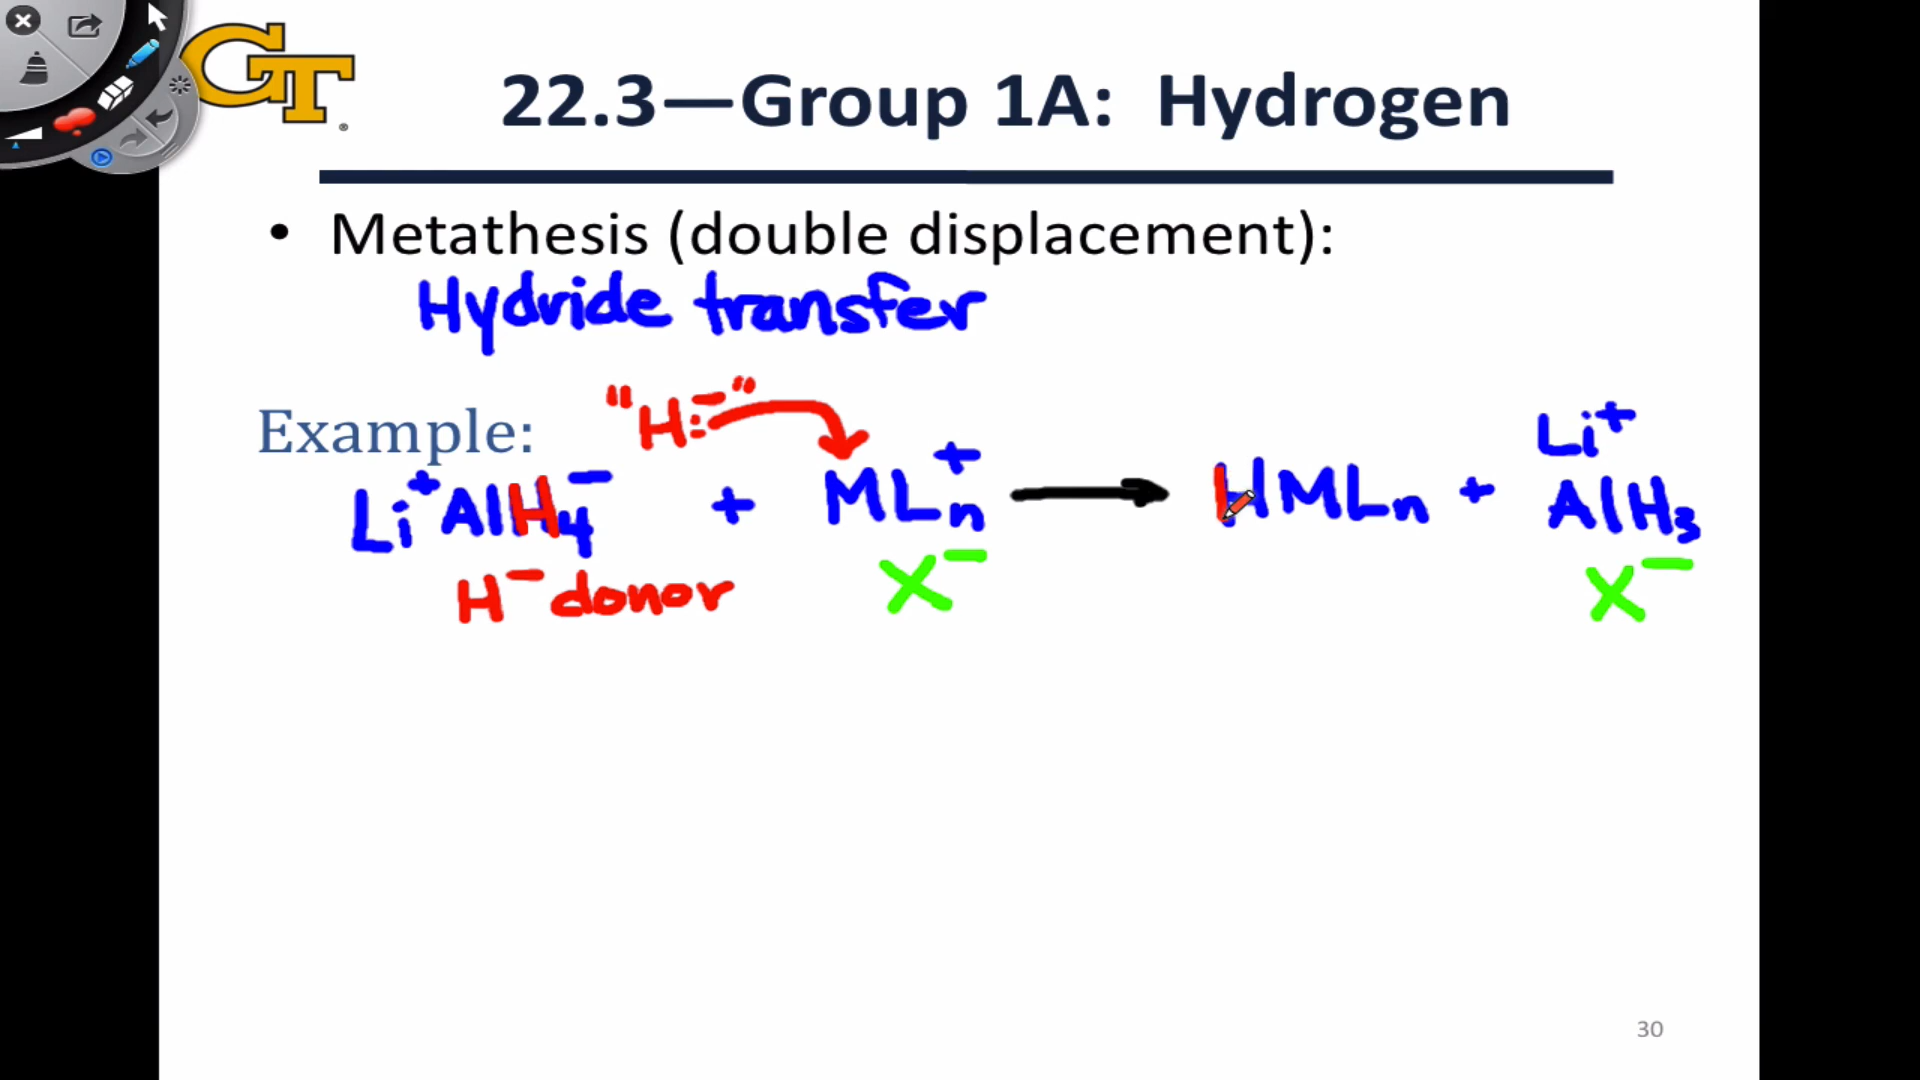 GT®
22.3—Group 1A: Hydrogen
• Metathesis (double displacement):
Hydride transfer
Example: "H:⁻"
Li⁺AlH₄⁻ + MLₙ⁺ → HMLₙ + Li⁺ AlH₃
H⁻ donor X⁻ X⁻
30